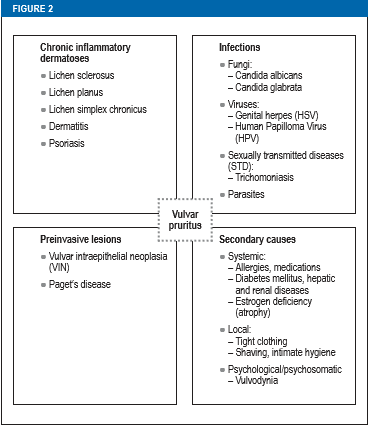 FIGURE 2
Chronic inflammatory
dermatoses
Lichen sclerosus
Lichen planus
Lichen simplex chronicus
Dermatitis
Psoriasis
Infections
Fungi:
– Candida albicans
– Candida glabrata
Viruses:
– Genital herpes (HSV)
– Human Papilloma Virus
(HPV)
Sexually transmitted diseases
(STD):
– Trichomoniasis
Parasites
Vulvar
pruritus
Preinvasive lesions
Vulvar intraepithelial neoplasia
(VIN)
Paget's disease
Secondary causes
Systemic:
– Allergies, medications
– Diabetes mellitus, hepatic
and renal diseases
– Estrogen deficiency
(atrophy)
Local:
– Tight clothing
– Shaving, intimate hygiene
Psychological/psychosomatic
– Vulvodynia